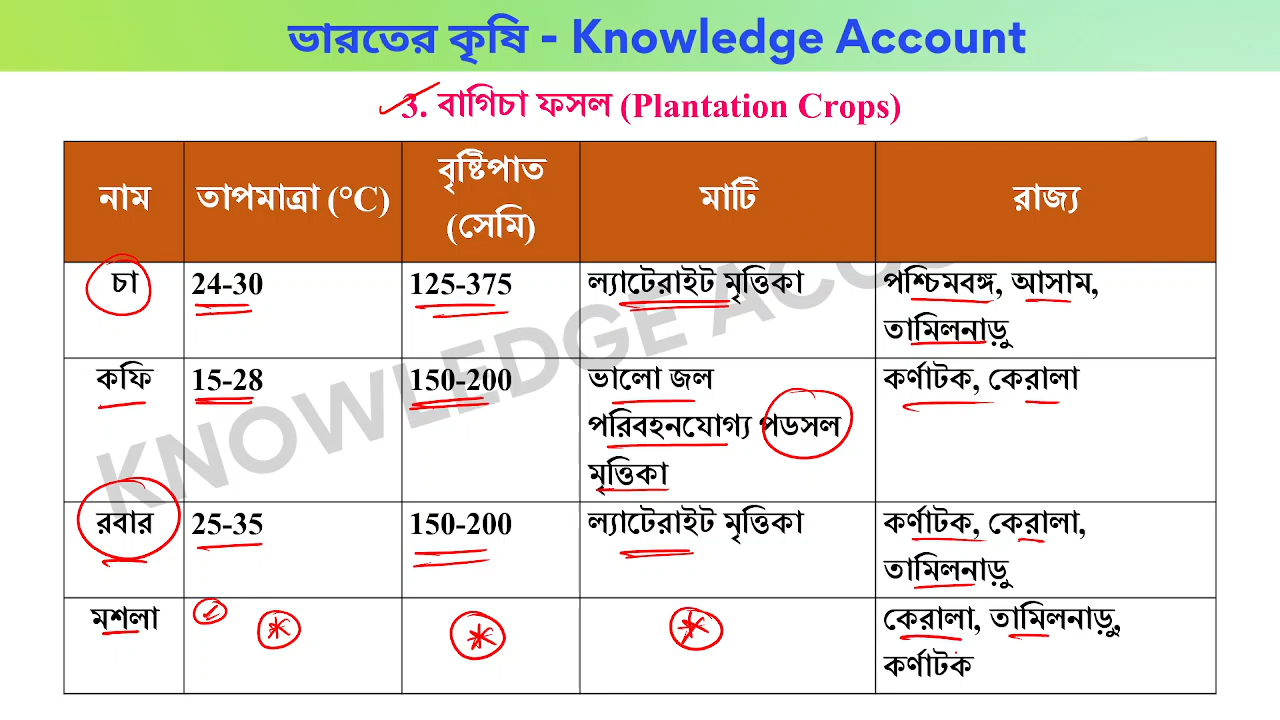 ভারতের কৃষি - Knowledge Account
3. বাগিচা ফসল (Plantation Crops)
নাম
তাপমাত্রা (°C)
বৃষ্টিপাত
(সেমি)
মাটি
রাজ্য
চা
24-30
125-375
ল্যাটেরাইট মৃত্তিকা
পশ্চিমবঙ্গ, আসাম,
তামিলনাড়ু
কফি
15-28
150-200
ভালো জল
পরিবহনযোগ্য পডসল
মৃত্তিকা
কর্ণাটক, কেরালা
রবার
25-35
150-200
ল্যাটেরাইট মৃত্তিকা
কর্ণাটক, কেরালা,
তামিলনাড়ু
মশলা
কেরালা, তামিলনাড়ু,
কর্ণাটক
KNOWLEDGE ACCOU